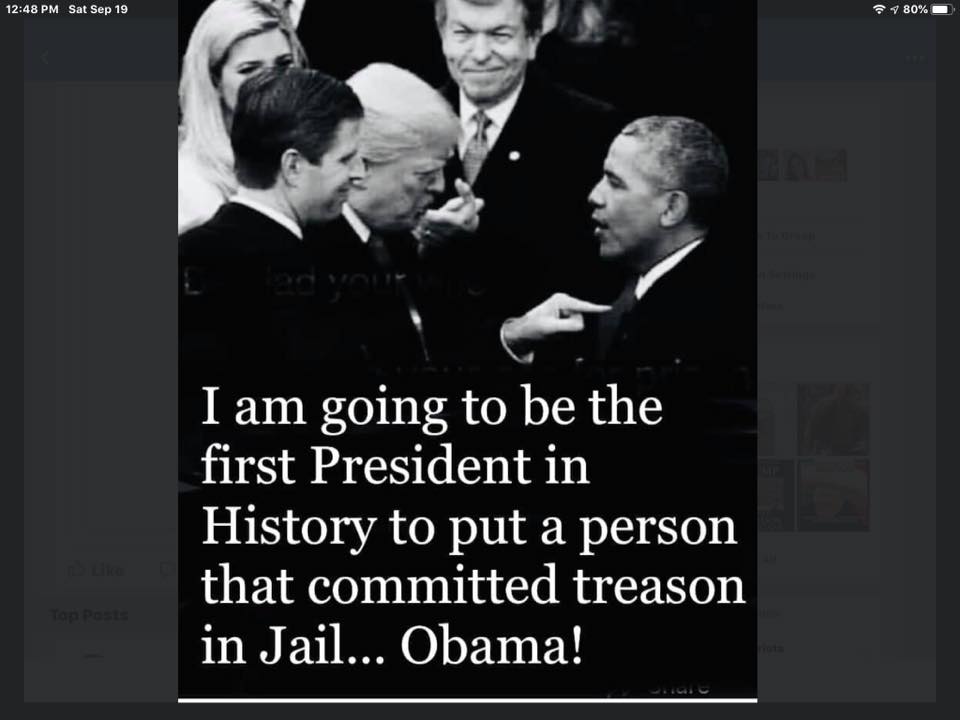 12:48 PM Sat Sep 19
80%
I am going to be the
first President in
History to put a person
that committed treason
in Jail... Obama!
Like
Share
Top Posts